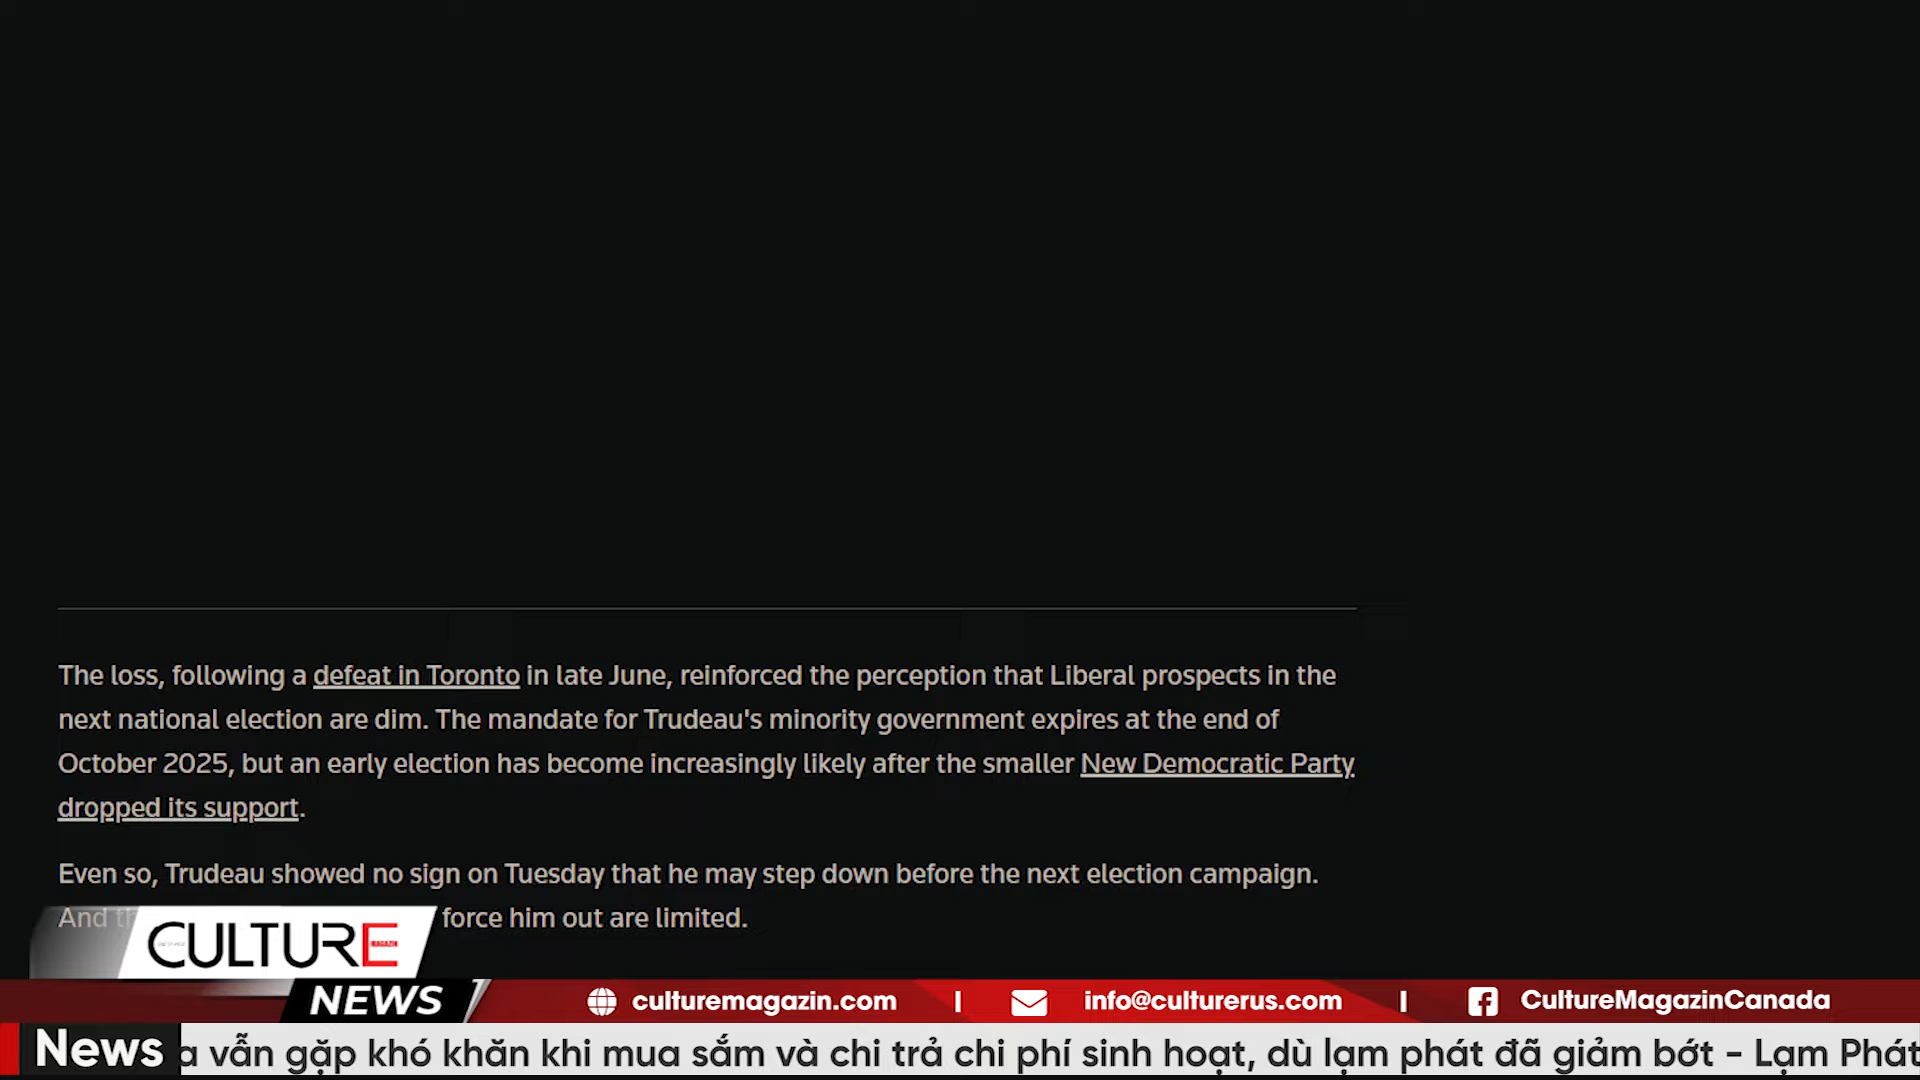 The loss, following a defeat in Toronto in late June, reinforced the perception that Liberal prospects in the
next national election are dim. The mandate for Trudeau's minority government expires at the end of
October 2025, but an early election has become increasingly likely after the smaller New Democratic Party
dropped its support.
Even so, Trudeau showed no sign on Tuesday that he may step down before the next election campaign.
And force him out are limited.
CULTURE
MAGAZIN
NEWS
culturemagazin.com | info@culturerus.com | CultureMagazinCanada
News a vẫn gặp khó khăn khi mua sắm và chi trả chi phí sinh hoạt, dù lạm phát đã giảm bớt - Lạm Phát